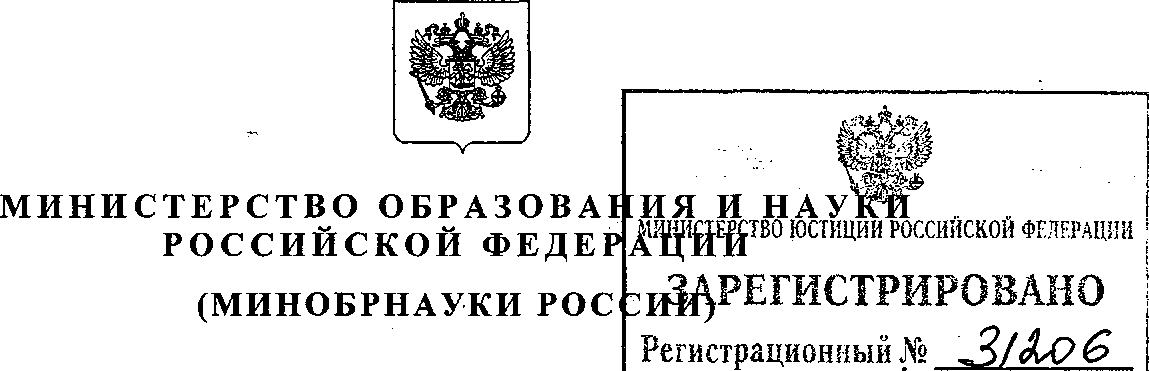 МИНИСТЕРСТВО ОБРАЗОВАНИЯ И НАУКИ
РОССИЙСКОЙ ФЕДЕРАЦИИ
(МИНОБРНАУКИ РОССИИ)
МИНИСТЕРСТВО ЮСТИЦИИ РОССИЙСКОЙ ФЕДЕРАЦИИ
ЗАРЕГИСТРИРОВАНО
Регистрационный № 31206